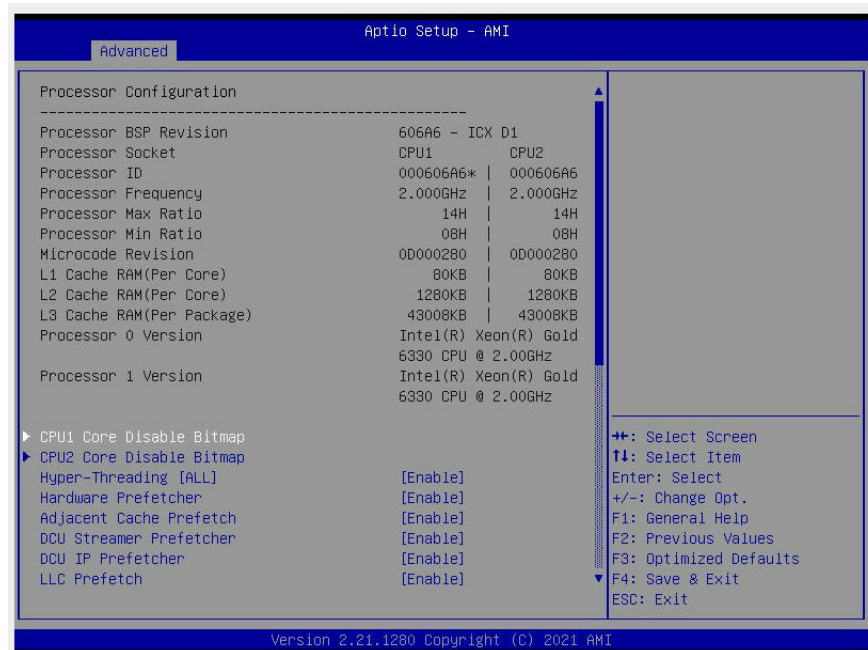 Aptio Setup - AMI
Advanced
Processor Configuration
--------------------------------------------------
Processor BSP Revision 606A6 - ICX D1
Processor Socket CPU1 CPU2
Processor ID 000606A6* | 000606A6
Processor Frequency 2.000GHz | 2.000GHz
Processor Max Ratio 14H | 14H
Processor Min Ratio 08H | 08H
Microcode Revision 0D000280 | 0D000280
L1 Cache RAM(Per Core) 80KB | 80KB
L2 Cache RAM(Per Core) 1280KB | 1280KB
L3 Cache RAM(Per Package) 43008KB | 43008KB
Processor 0 Version Intel(R) Xeon(R) Gold
6330 CPU @ 2.00GHz
Processor 1 Version Intel(R) Xeon(R) Gold
6330 CPU @ 2.00GHz
CPU1 Core Disable Bitmap
CPU2 Core Disable Bitmap
Hyper-Threading [ALL] [Enable]
Hardware Prefetcher [Enable]
Adjacent Cache Prefetch [Enable]
DCU Streamer Prefetcher [Enable]
DCU IP Prefetcher [Enable]
LLC Prefetch [Enable]
→←: Select Screen
↑↓: Select Item
Enter: Select
+/-: Change Opt.
F1: General Help
F2: Previous Values
F3: Optimized Defaults
F4: Save & Exit
ESC: Exit
Version 2.21.1280 Copyright (C) 2021 AMI